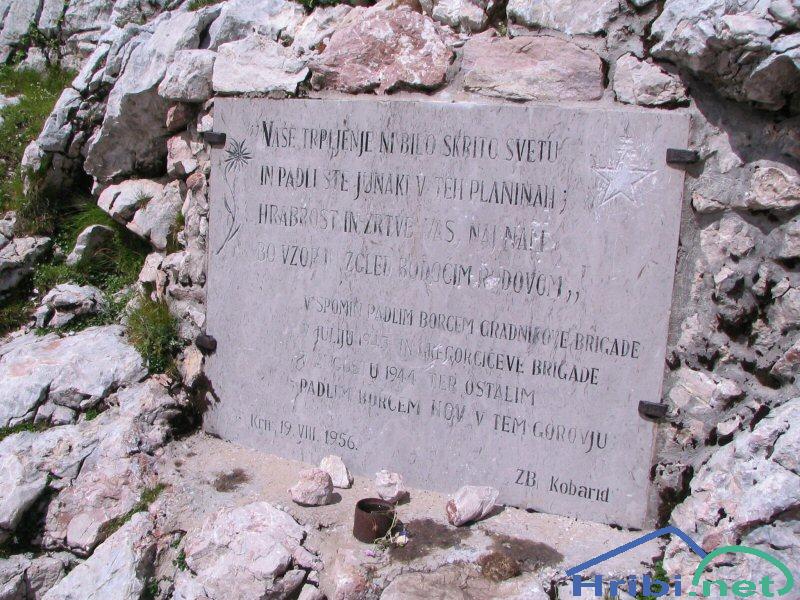 „VAŠE TRPLJENJE NI BILO SKRITO SVETU
IN PADLI STE JUNAKI V TEH PLANINAH;
HRABROST IN ŽRTVE VAS NAJ NAŠE
BO VZOR IN ZGLED BODOČIM RODOVOM„
V SPOMIN PADLIM BORCEM GRADNIKOVE BRIGADE
JULIJU 1943 IN GREGORČIČEVE BRIGADE
1944 TER OSTALIM
PADLIM BORCEM NOV V TEM GOROVJU
Krn, 19. VIII. 1956.
ZB Kobarid
Hribi.net